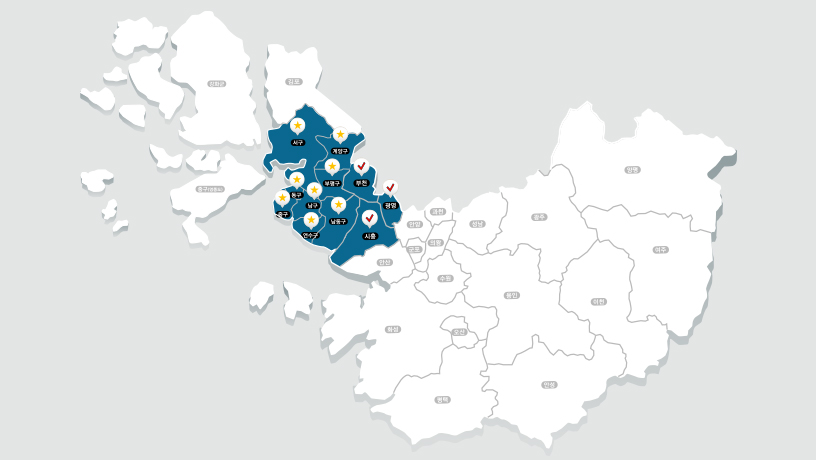 강화군
김포
서구
계양구
부평구
부천
중구(영종도)
동구
남구
광명
중구
남동구
연수구
시흥
안양
과천
성남
광주
양평
군포
의왕
여주
안산
수원
용인
이천
화성
오산
평택
안성